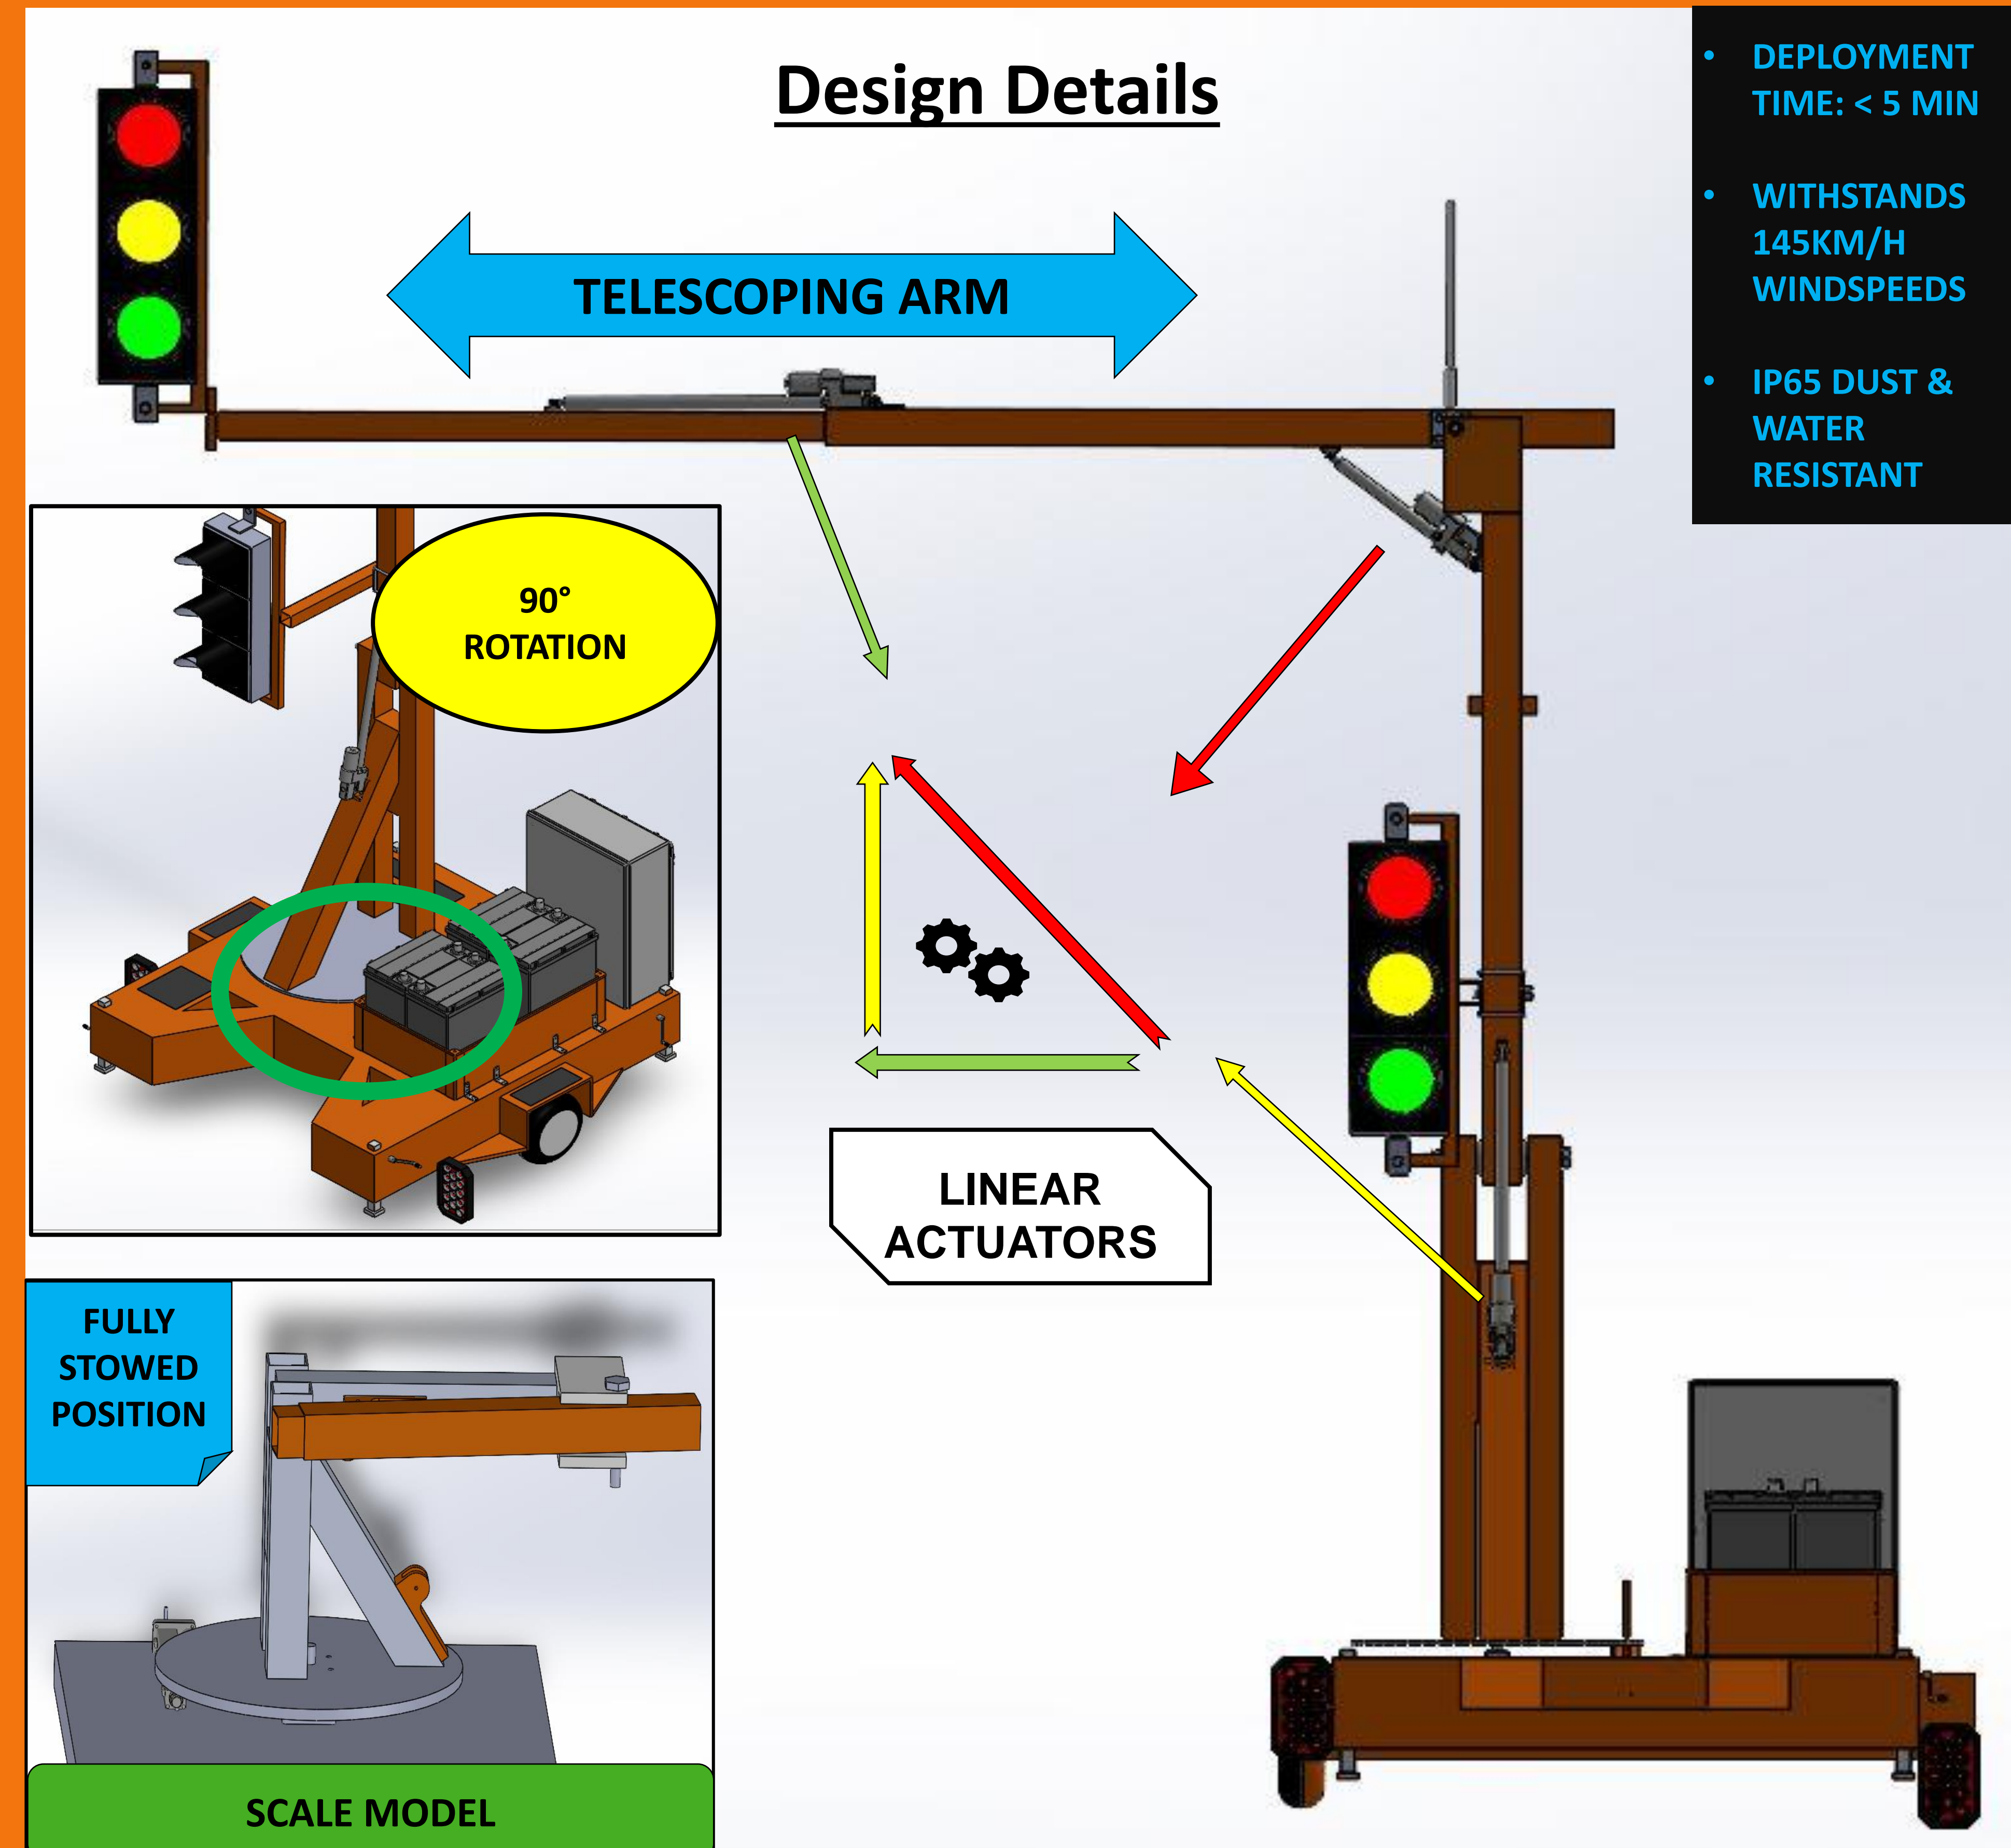 Design Details
• DEPLOYMENT
TIME: < 5 MIN
• WITHSTANDS
145KM/H
WINDSPEEDS
• IP65 DUST &
WATER
RESISTANT
TELESCOPING ARM
90°
ROTATION
LINEAR
ACTUATORS
FULLY
STOWED
POSITION
SCALE MODEL